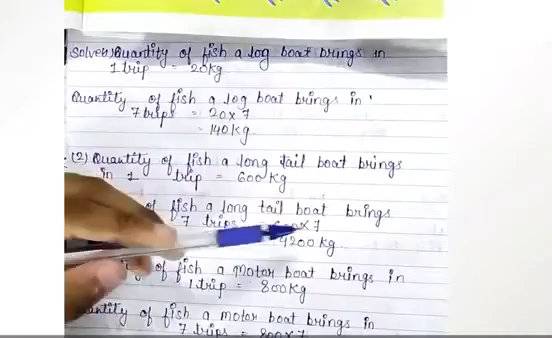 Solves: Quantity of fish a log boat brings in
1 trip = 20kg
Quantity of fish a log boat brings in
7 trips = 20x7
= 140kg
(2) Quantity of fish a long tail boat brings
in 1 trip = 600kg
of fish a long tail boat brings
7 trips = x7
4200 kg
of fish a Motor boat brings in
1 trip = 800kg
of fish a motor boat brings in
7 trips = 800x7